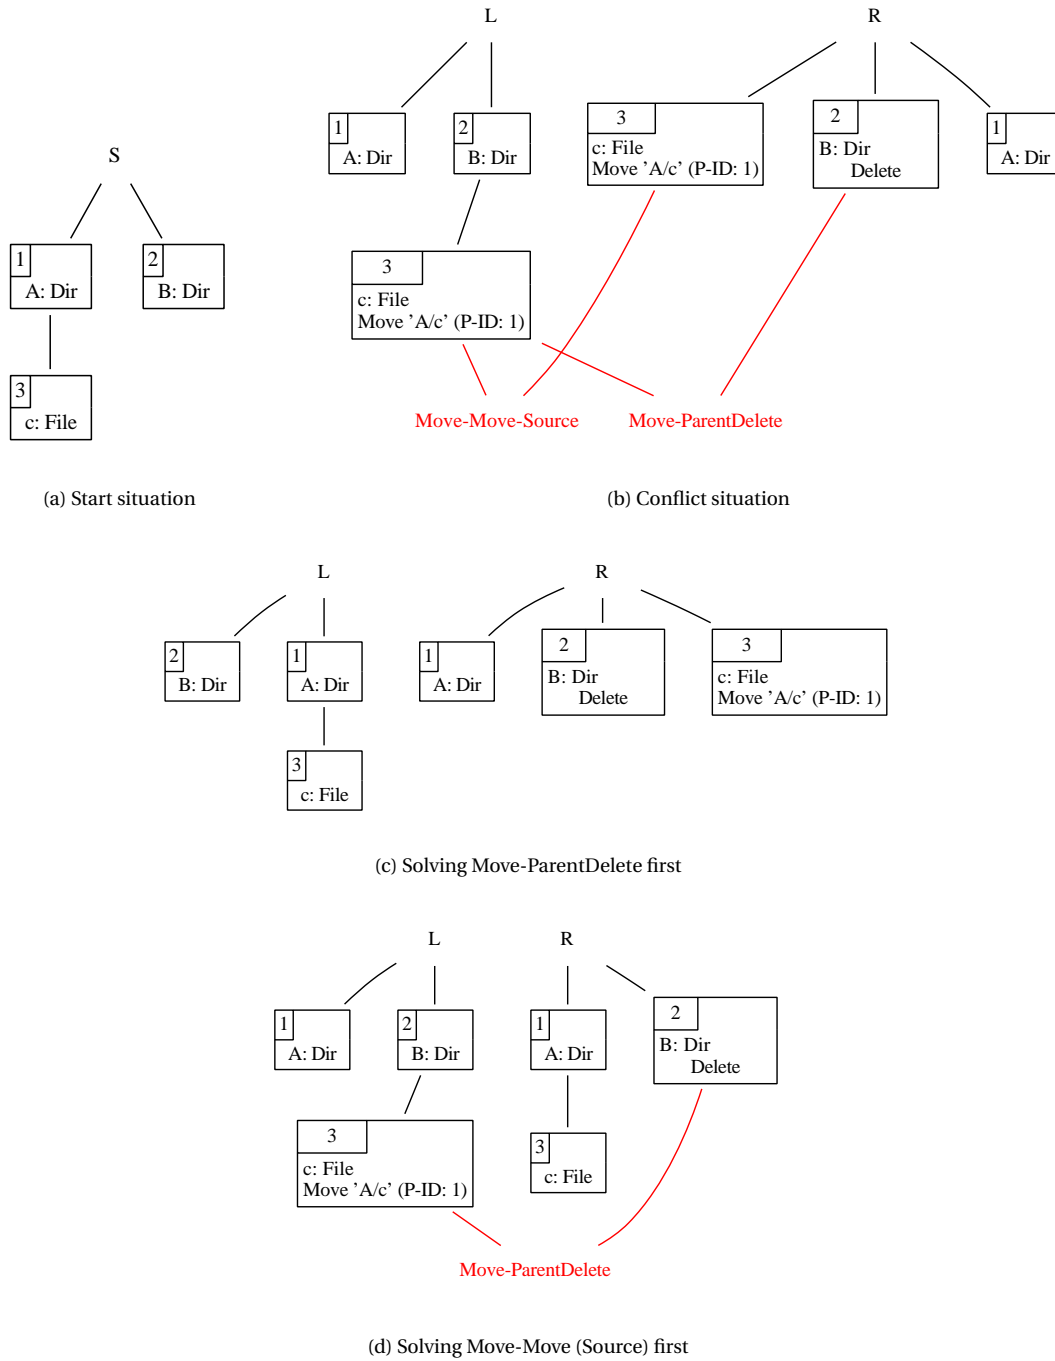 S
1
A: Dir
2
B: Dir
3
c: File
(a) Start situation
L
1
A: Dir
2
B: Dir
3
c: File
Move 'A/c' (P-ID: 1)
R
3
c: File
Move 'A/c' (P-ID: 1)
2
B: Dir
Delete
1
A: Dir
Move-Move-Source
Move-ParentDelete
(b) Conflict situation
L
2
B: Dir
1
A: Dir
3
c: File
R
1
A: Dir
2
B: Dir
Delete
3
c: File
Move 'A/c' (P-ID: 1)
(c) Solving Move-ParentDelete first
L
1
A: Dir
2
B: Dir
3
c: File
Move 'A/c' (P-ID: 1)
R
1
A: Dir
3
c: File
2
B: Dir
Delete
Move-ParentDelete
(d) Solving Move-Move (Source) first